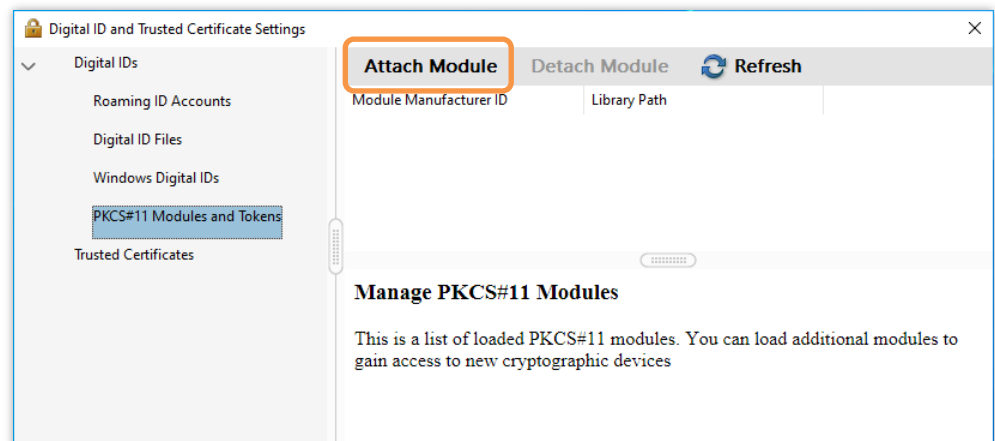 Digital ID and Trusted Certificate Settings
Digital IDs
Roaming ID Accounts
Digital ID Files
Windows Digital IDs
PKCS#11 Modules and Tokens
Trusted Certificates
Attach Module Detach Module Refresh
Module Manufacturer ID Library Path
Manage PKCS#11 Modules
This is a list of loaded PKCS#11 modules. You can load additional modules to
gain access to new cryptographic devices